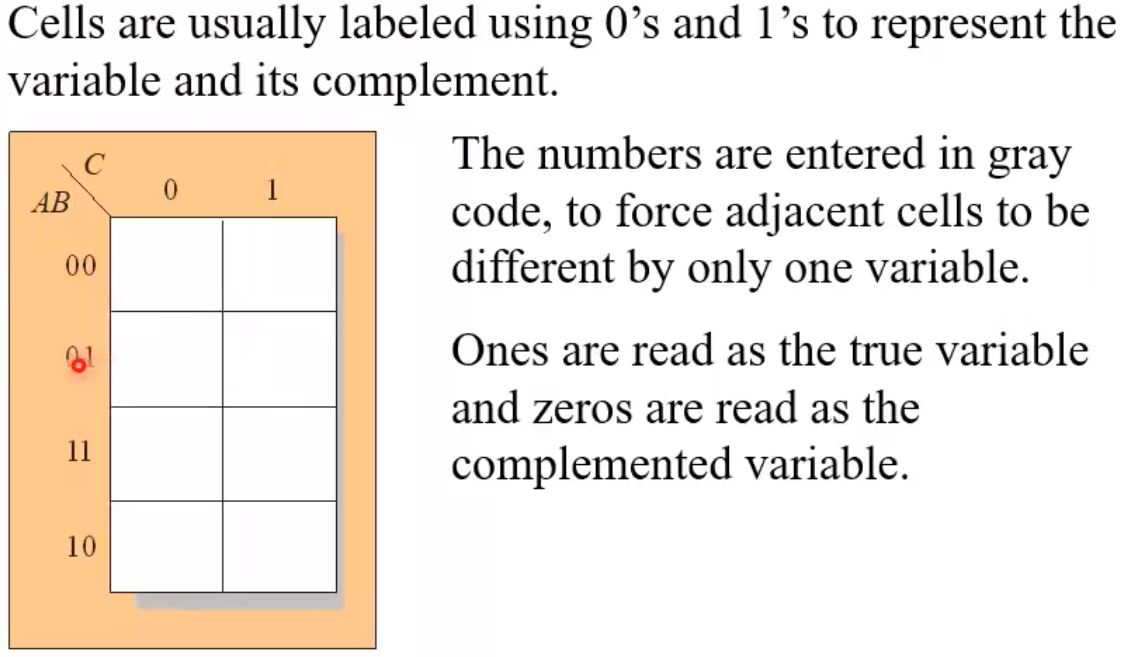 Cells are usually labeled using 0’s and 1’s to represent the
variable and its complement.
C
AB
0 1
00
01
11
10
The numbers are entered in gray
code, to force adjacent cells to be
different by only one variable.
Ones are read as the true variable
and zeros are read as the
complemented variable.